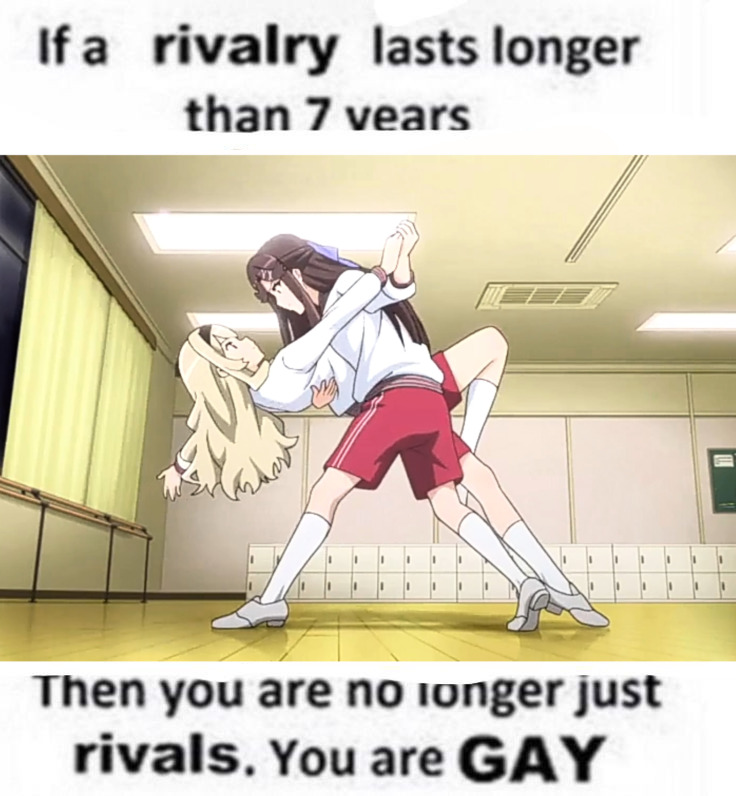 If a rivalry lasts longer
than 7 years
Then you are no longer just
rivals. You are GAY